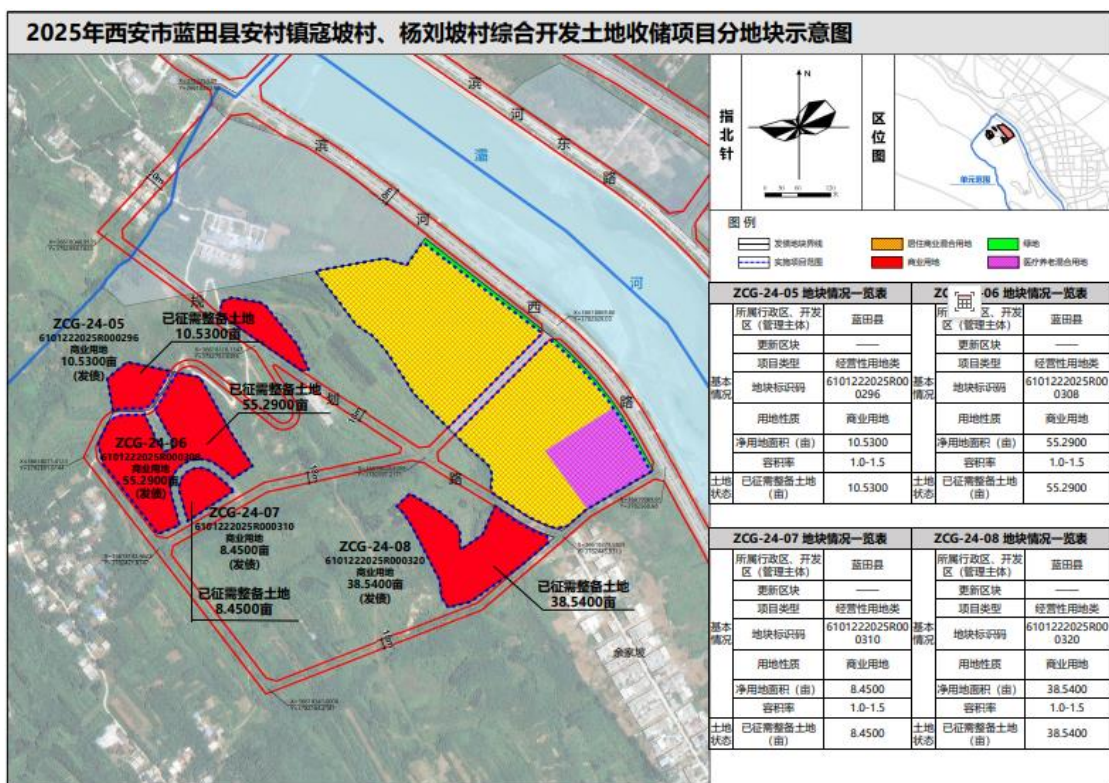 2025年西安市蓝田县安村镇寇坡村、杨刘坡村综合开发土地收储项目分地块示意图
滨河东路
滨河西路
灞河
规划路
20m
10m
余家坡
ZCG-24-05
6101222025R000296
商业用地
10.5300亩
(发债)
已征需整备土地
10.5300亩
已征需整备土地
55.2900亩
ZCG-24-06
6101222025R000308
商业用地
55.2900亩
(发债)
ZCG-24-07
6101222025R000310
商业用地
8.4500亩
(发债)
已征需整备土地
8.4500亩
ZCG-24-08
6101222025R000320
商业用地
38.5400亩
(发债)
已征需整备土地
38.5400亩
指北针
N
区位图
单元范围
图 例
发债地块界线
居住商业混合用地
绿地
实施项目范围
商业用地
医疗养老混合用地
ZCG-24-05 地块情况一览表
基本情况
所属行政区、开发区（管理主体） 蓝田县
更新区块 ——
项目类型 经营性用地类
地块标识码 6101222025R000296
用地性质 商业用地
净用地面积（亩） 10.5300
容积率 1.0-1.5
土地状态 已征需整备土地（亩） 10.5300
06 地块情况一览表
基本情况
区、开发区（管理主体） 蓝田县
更新区块 ——
项目类型 经营性用地类
地块标识码 6101222025R000308
用地性质 商业用地
净用地面积（亩） 55.2900
容积率 1.0-1.5
土地状态 已征需整备土地（亩） 55.2900
ZCG-24-07 地块情况一览表
基本情况
所属行政区、开发区（管理主体） 蓝田县
更新区块 ——
项目类型 经营性用地类
地块标识码 6101222025R000310
用地性质 商业用地
净用地面积（亩） 8.4500
容积率 1.0-1.5
土地状态 已征需整备土地（亩） 8.4500
ZCG-24-08 地块情况一览表
基本情况
所属行政区、开发区（管理主体） 蓝田县
更新区块 ——
项目类型 经营性用地类
地块标识码 6101222025R000320
用地性质 商业用地
净用地面积（亩） 38.5400
容积率 1.0-1.5
土地状态 已征需整备土地（亩） 38.5400